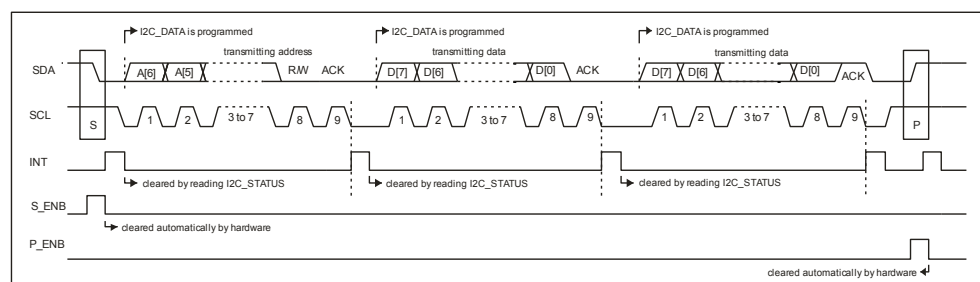 I2C_DATA is programmed I2C_DATA is programmed I2C_DATA is programmed
transmitting address transmitting data transmitting data
SDA A[6] A[5] R/W ACK D[7] D[6] D[0] ACK D[7] D[6] D[0] ACK
SCL S 1 2 3 to 7 8 9 1 2 3 to 7 8 9 1 2 3 to 7 8 9 P
INT
cleared by reading I2C_STATUS cleared by reading I2C_STATUS cleared by reading I2C_STATUS
S_ENB
cleared automatically by hardware
P_ENB
cleared automatically by hardware